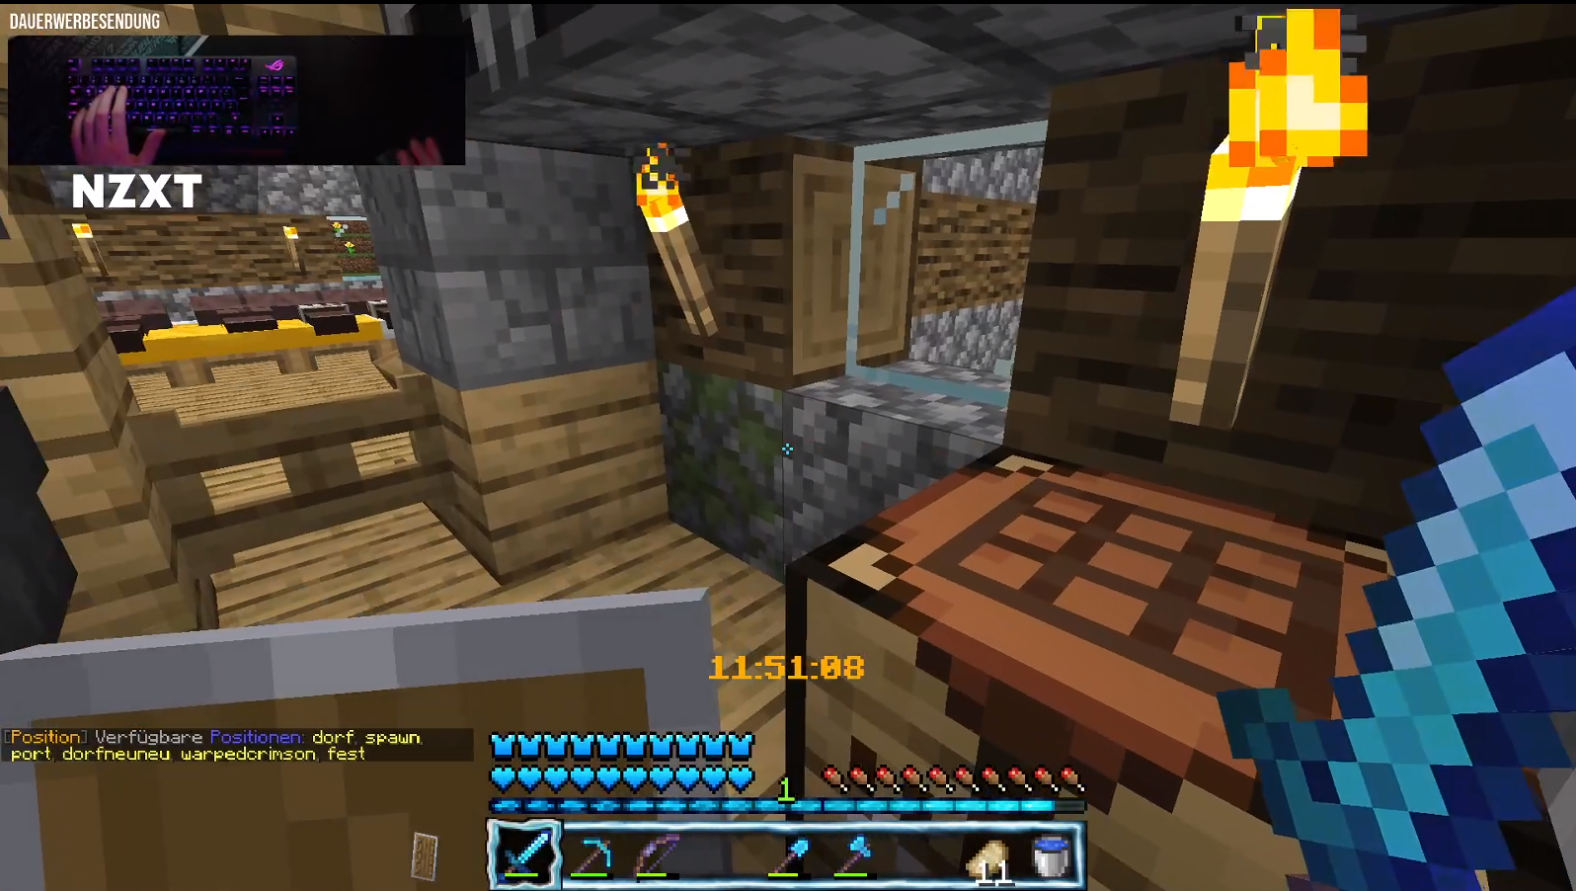 DAUERWERBESENDUNG
NZXT
11:51:08
[Position] Verfügbare Positionen: dorf, spawn,
port, dorfneuneu, warpedcrimson, fest
1
11